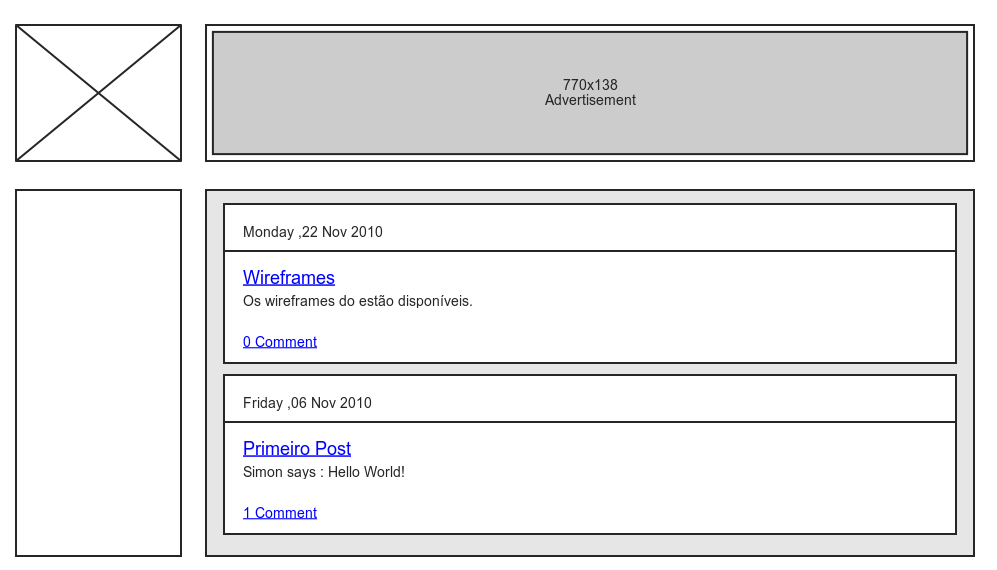 770x138
Advertisement
Monday ,22 Nov 2010
Wireframes
Os wireframes do estão disponíveis.
0 Comment
Friday ,06 Nov 2010
Primeiro Post
Simon says : Hello World!
1 Comment